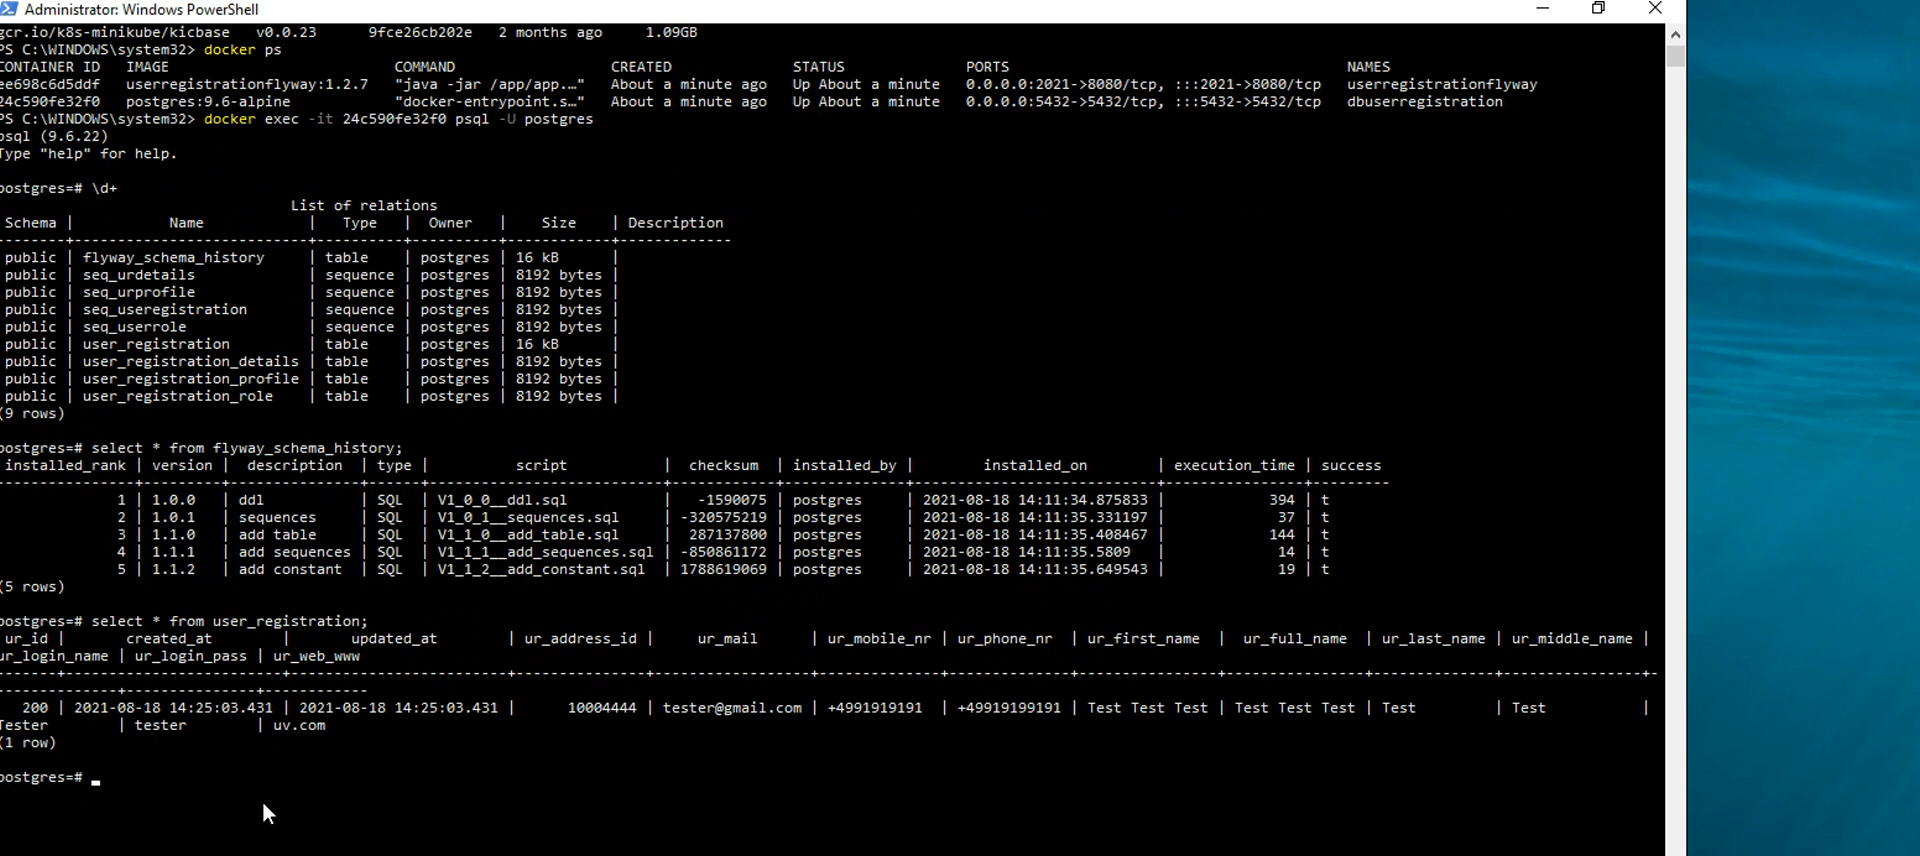 Administrator: Windows PowerShell
gcr.io/k8s-minikube/kicbase v0.0.23 9fce26cb202e 2 months ago 1.09GB
PS C:\WINDOWS\system32> docker ps
CONTAINER ID IMAGE COMMAND CREATED STATUS PORTS NAMES
ee698c6d5ddf userregistrationflyway:1.2.7 "java -jar /app/app.…" About a minute ago Up About a minute 0.0.0.0:2021->8080/tcp, :::2021->8080/tcp userregistrationflyway
24c590fe32f0 postgres:9.6-alpine "docker-entrypoint.s…" About a minute ago Up About a minute 0.0.0.0:5432->5432/tcp, :::5432->5432/tcp dbuserregistration
PS C:\WINDOWS\system32> docker exec -it 24c590fe32f0 psql -U postgres
psql (9.6.22)
Type "help" for help.
postgres=# \d+
List of relations
Schema | Name | Type | Owner | Size | Description
--------+---------------------------+----------+----------+------------+-------------
public | flyway_schema_history | table | postgres | 16 kB |
public | seq_urdetails | sequence | postgres | 8192 bytes |
public | seq_urprofile | sequence | postgres | 8192 bytes |
public | seq_useregistration | sequence | postgres | 8192 bytes |
public | seq_userrole | sequence | postgres | 8192 bytes |
public | user_registration | table | postgres | 16 kB |
public | user_registration_details | table | postgres | 8192 bytes |
public | user_registration_profile | table | postgres | 8192 bytes |
public | user_registration_role | table | postgres | 8192 bytes |
(9 rows)
postgres=# select * from flyway_schema_history;
installed_rank | version | description | type | script | checksum | installed_by | installed_on | execution_time | success
----------------+---------+---------------+------+---------------------------+-------------+--------------+----------------------------+----------------+---------
1 | 1.0.0 | ddl | SQL | V1_0_0__ddl.sql | -1590075 | postgres | 2021-08-18 14:11:34.875833 | 394 | t
2 | 1.0.1 | sequences | SQL | V1_0_1__sequences.sql | -320575219 | postgres | 2021-08-18 14:11:35.331197 | 37 | t
3 | 1.1.0 | add table | SQL | V1_1_0__add_table.sql | 287137800 | postgres | 2021-08-18 14:11:35.408467 | 144 | t
4 | 1.1.1 | add sequences | SQL | V1_1_1__add_sequences.sql | -850861172 | postgres | 2021-08-18 14:11:35.5809 | 14 | t
5 | 1.1.2 | add constant | SQL | V1_1_2__add_constant.sql | 1788619069 | postgres | 2021-08-18 14:11:35.649543 | 19 | t
(5 rows)
postgres=# select * from user_registration;
ur_id | created_at | updated_at | ur_address_id | ur_mail | ur_mobile_nr | ur_phone_nr | ur_first_name | ur_full_name | ur_last_name | ur_middle_name |
ur_login_name | ur_login_pass | ur_web_www
-------+-------------------------+-------------------------+---------------+------------------+--------------+--------------+----------------+----------------+--------------+----------------+-
--------------+---------------+------------
200 | 2021-08-18 14:25:03.431 | 2021-08-18 14:25:03.431 | 10004444 | tester@gmail.com | +4991919191 | +49919199191 | Test Test Test | Test Test Test | Test | Test |
Tester | tester | uv.com
(1 row)
postgres=#